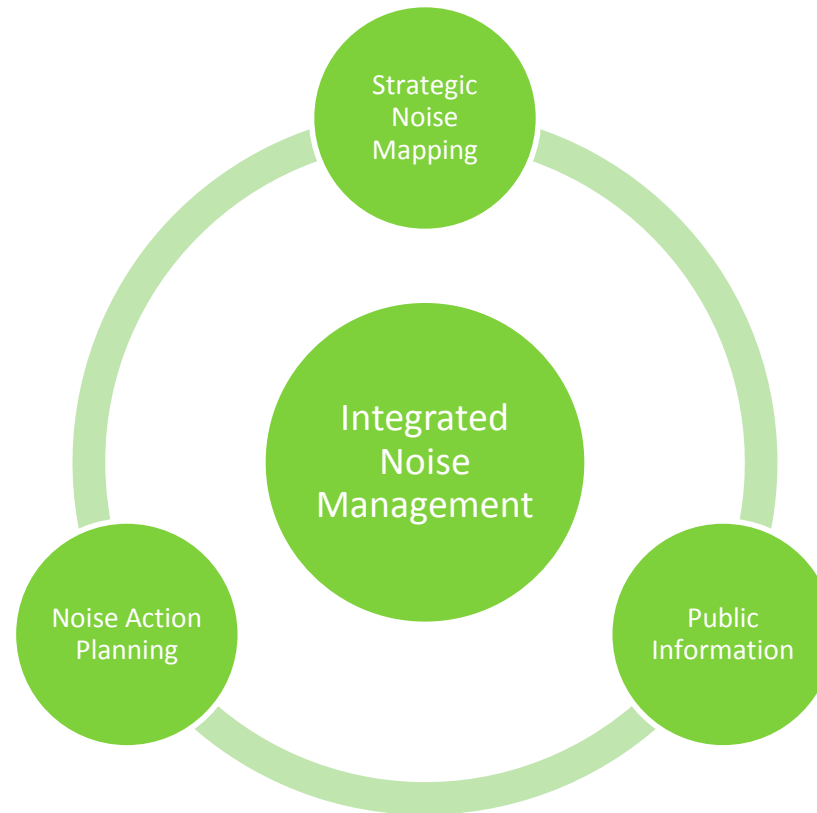 Strategic
Noise
Mapping
Integrated
Noise
Management
Noise Action
Planning
Public
Information